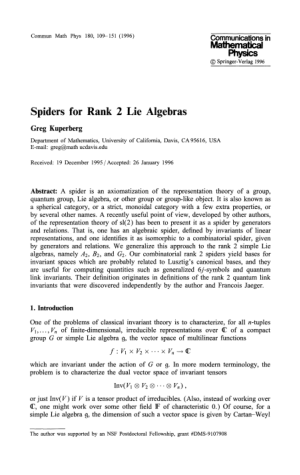 Commun Math Phys 180, 109–151 (1996)
Communications in
Mathematical
Physics
© Springer-Verlag 1996
Spiders for Rank 2 Lie Algebras
Greg Kuperberg
Department of Mathematics, University of California, Davis, CA 95616, USA
E-mail: greg@math ucdavis.edu
Received: 19 December 1995 / Accepted: 26 January 1996
Abstract: A spider is an axiomatization of the representation theory of a group,
quantum group, Lie algebra, or other group or group-like object. It is also known as
a spherical category, or a strict, monoidal category with a few extra properties, or
by several other names. A recently useful point of view, developed by other authors,
of the representation theory of sl(2) has been to present it as a spider by generators
and relations. That is, one has an algebraic spider, defined by invariants of linear
representations, and one identifies it as isomorphic to a combinatorial spider, given
by generators and relations. We generalize this approach to the rank 2 simple Lie
algebras, namely A₂, B₂, and G₂. Our combinatorial rank 2 spiders yield bases for
invariant spaces which are probably related to Lusztig's canonical bases, and they
are useful for computing quantities such as generalized 6j-symbols and quantum
link invariants. Their definition originates in definitions of the rank 2 quantum link
invariants that were discovered independently by the author and Francois Jaeger.
1. Introduction
One of the problems of classical invariant theory is to characterize, for all n-tuples
V₁,..., Vₙ of finite-dimensional, irreducible representations over ℂ of a compact
group G or simple Lie algebra g, the vector space of multilinear functions
f : V₁ × V₂ × ⋯ × Vₙ → ℂ
which are invariant under the action of G or g. In more modern terminology, the
problem is to characterize the dual vector space of invariant tensors
Inv(V₁ ⊗ V₂ ⊗ ⋯ ⊗ Vₙ) ,
or just Inv(V) if V is a tensor product of irreducibles. (Also, instead of working over
ℂ, one might work over some other field 𝔽 of characteristic 0.) Of course, for a
simple Lie algebra g, the dimension of such a vector space is given by Cartan–Weyl
The author was supported by an NSF Postdoctoral Fellowship, grant #DMS-9107908